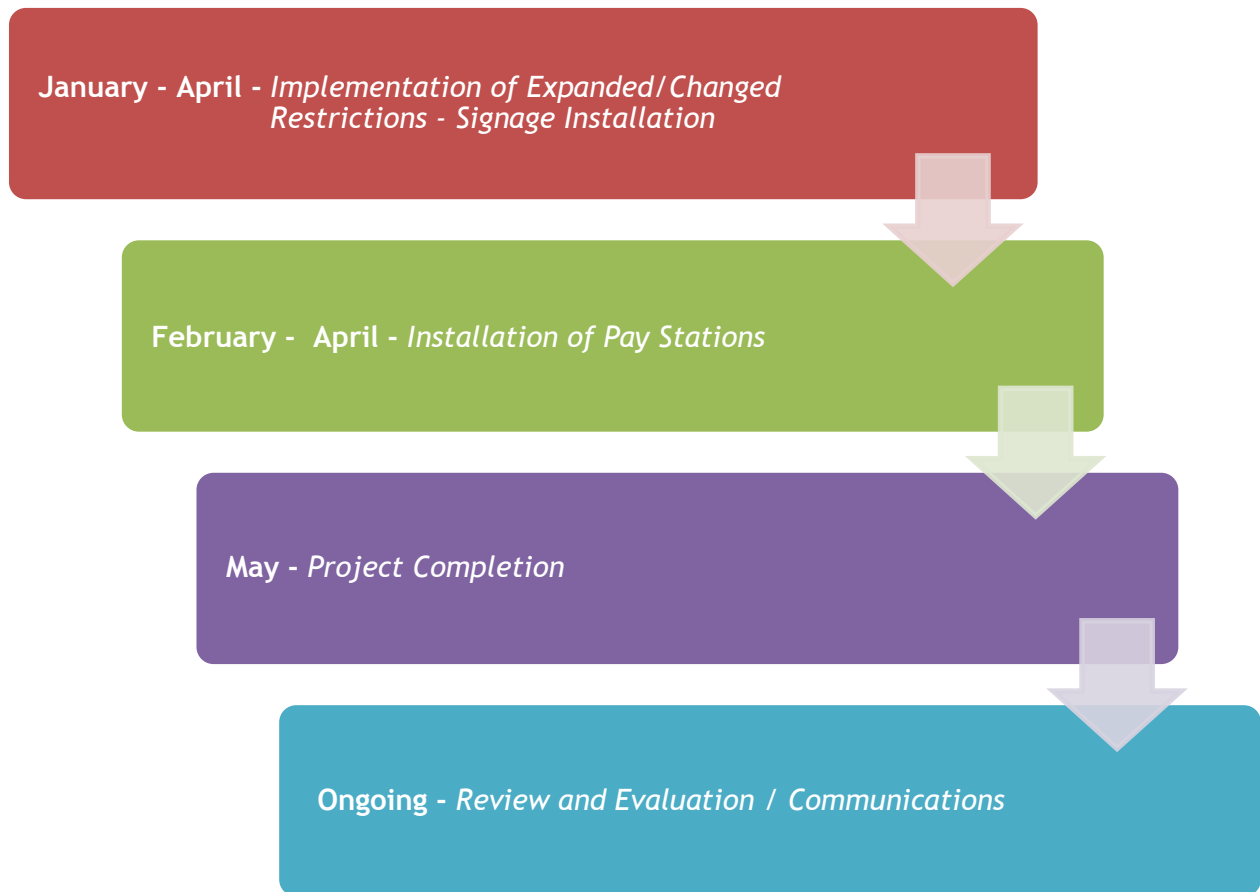 January - April - Implementation of Expanded/Changed
Restrictions - Signage Installation
February -  April - Installation of Pay Stations
May - Project Completion
Ongoing - Review and Evaluation / Communications